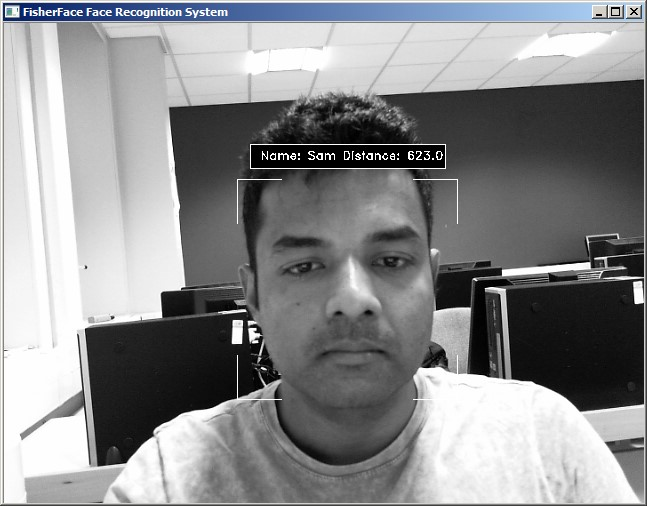 FisherFace Face Recognition System
Name: Sam Distance: 623.0